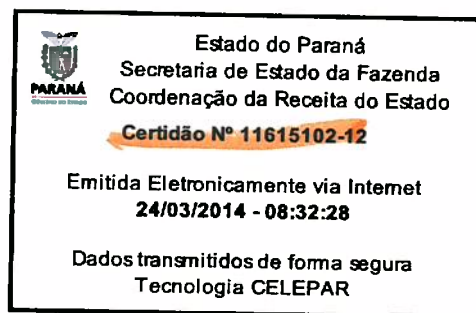 Estado do Paraná
Secretaria de Estado da Fazenda
PARANÁ
Coordenação da Receita do Estado
Certidão Nº 11615102-12
Emitida Eletronicamente via Internet
24/03/2014 - 08:32:28
Dados transmitidos de forma segura
Tecnologia CELEPAR